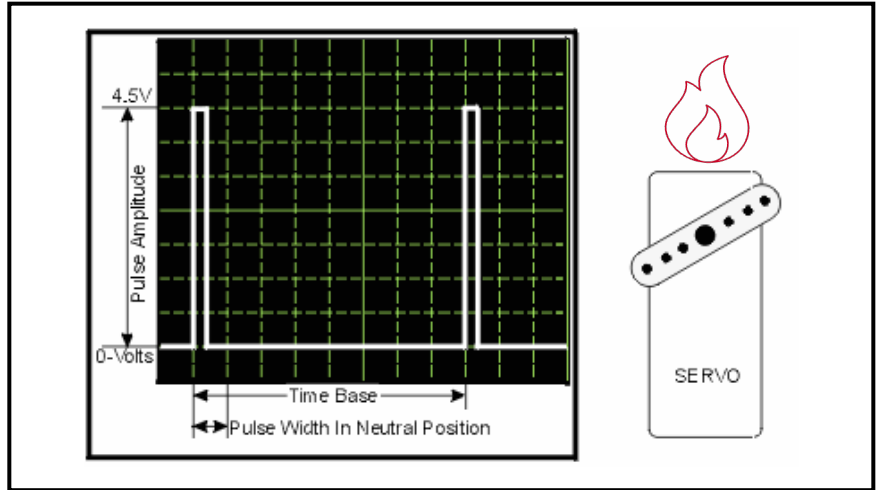 4.5V
Pulse Amplitude
0-Volts
Time Base
Pulse Width In Neutral Position
SERVO